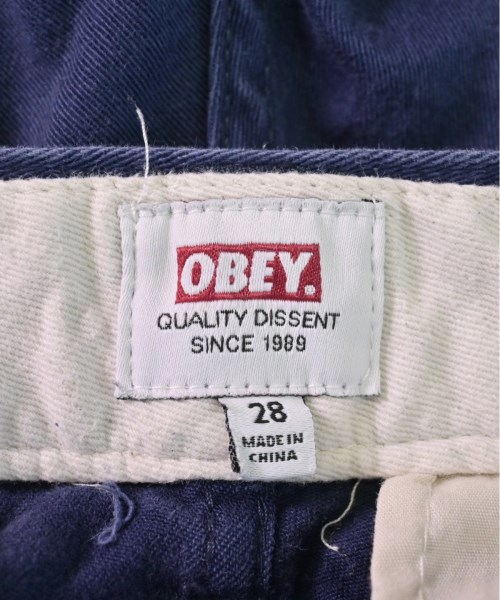 OBEY.
QUALITY DISSENT
SINCE 1989
28
MADE IN
CHINA